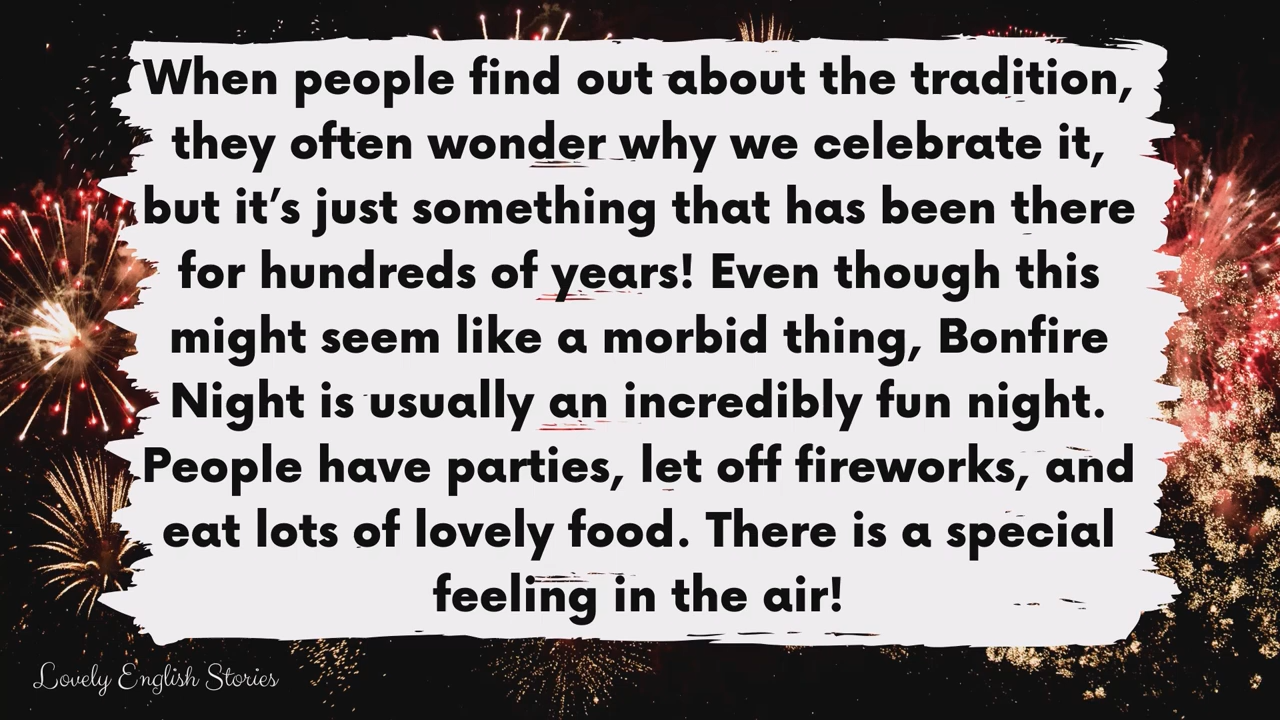 When people find out about the tradition,
they often wonder why we celebrate it,
but it’s just something that has been there
for hundreds of years! Even though this
might seem like a morbid thing, Bonfire
Night is usually an incredibly fun night.
People have parties, let off fireworks, and
eat lots of lovely food. There is a special
feeling in the air!
Lovely English Stories